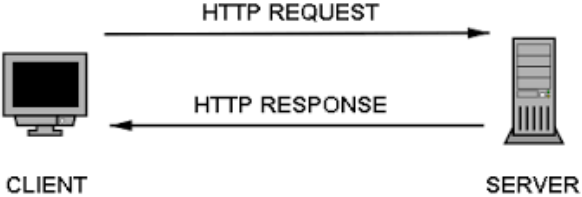 HTTP REQUEST
HTTP RESPONSE
CLIENT
SERVER